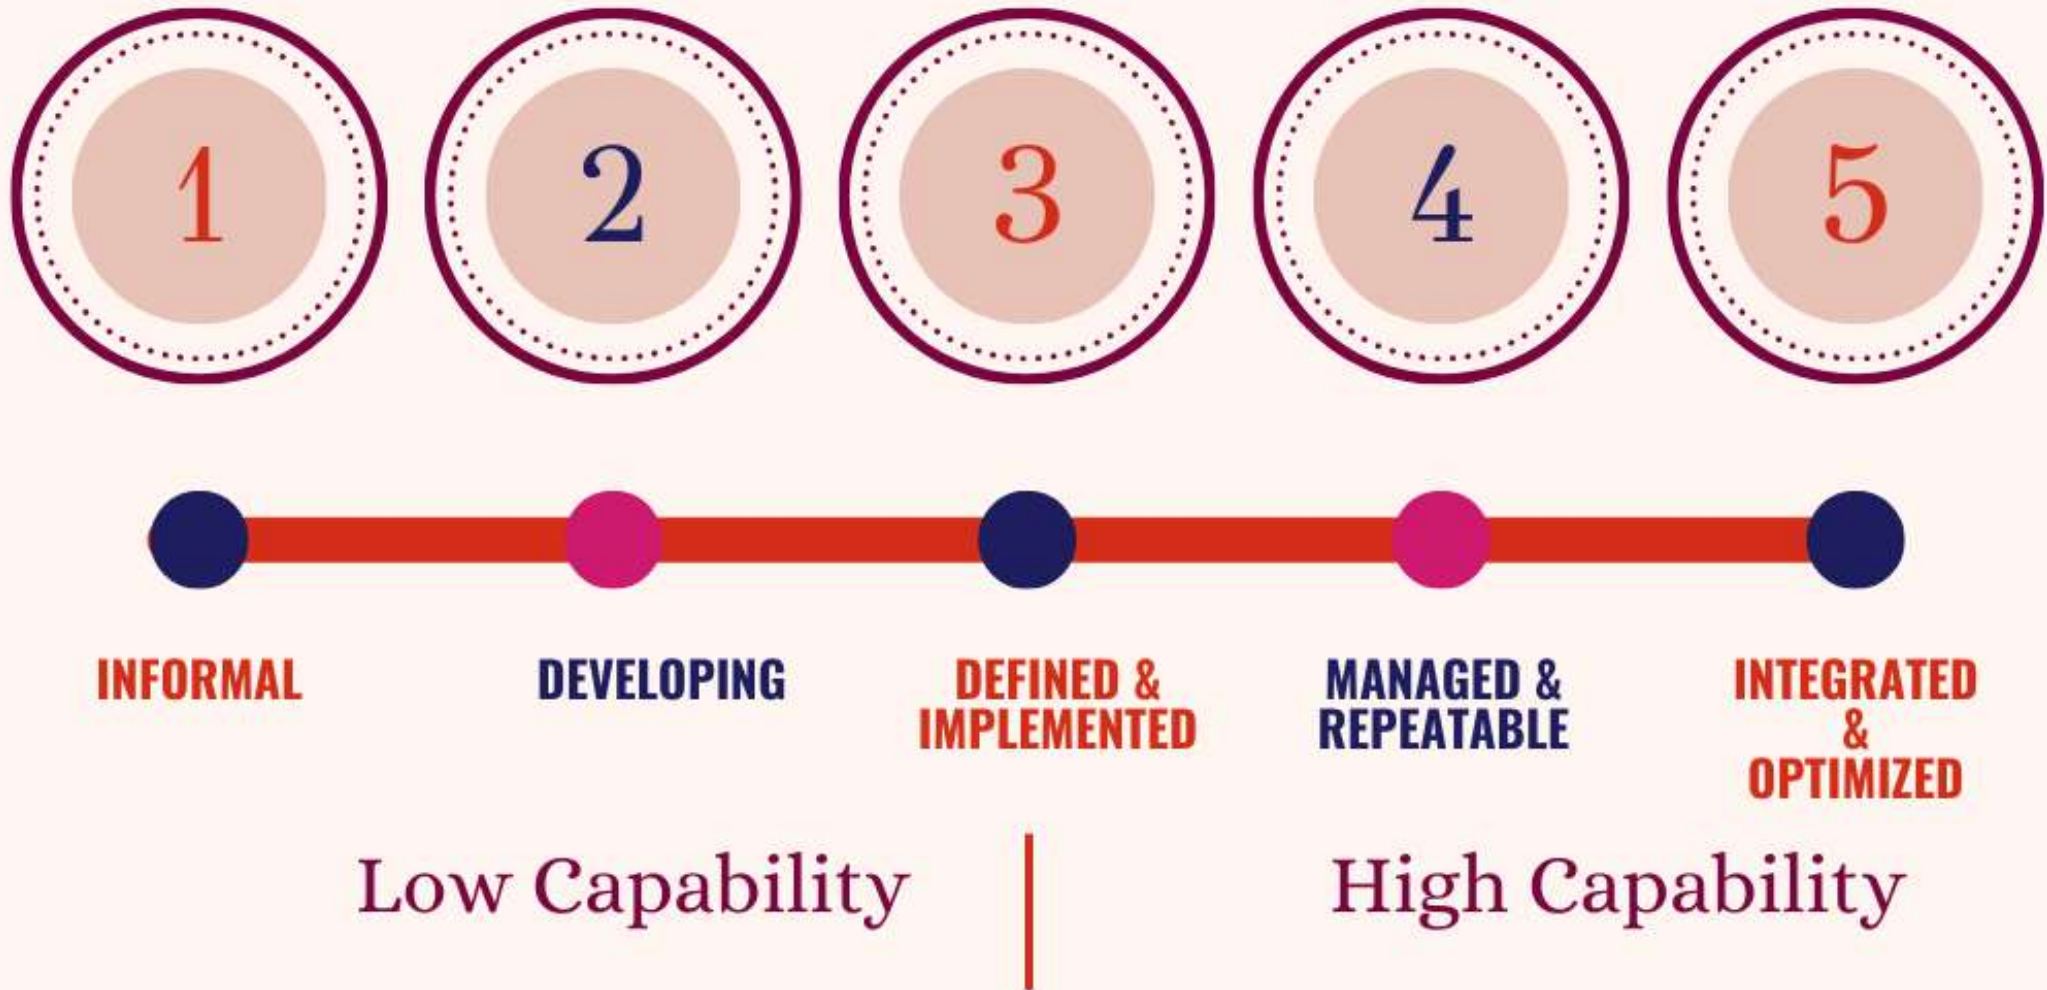 1
2
3
4
5
INFORMAL
DEVELOPING
DEFINED &
IMPLEMENTED
MANAGED &
REPEATABLE
INTEGRATED
&
OPTIMIZED
Low Capability
High Capability